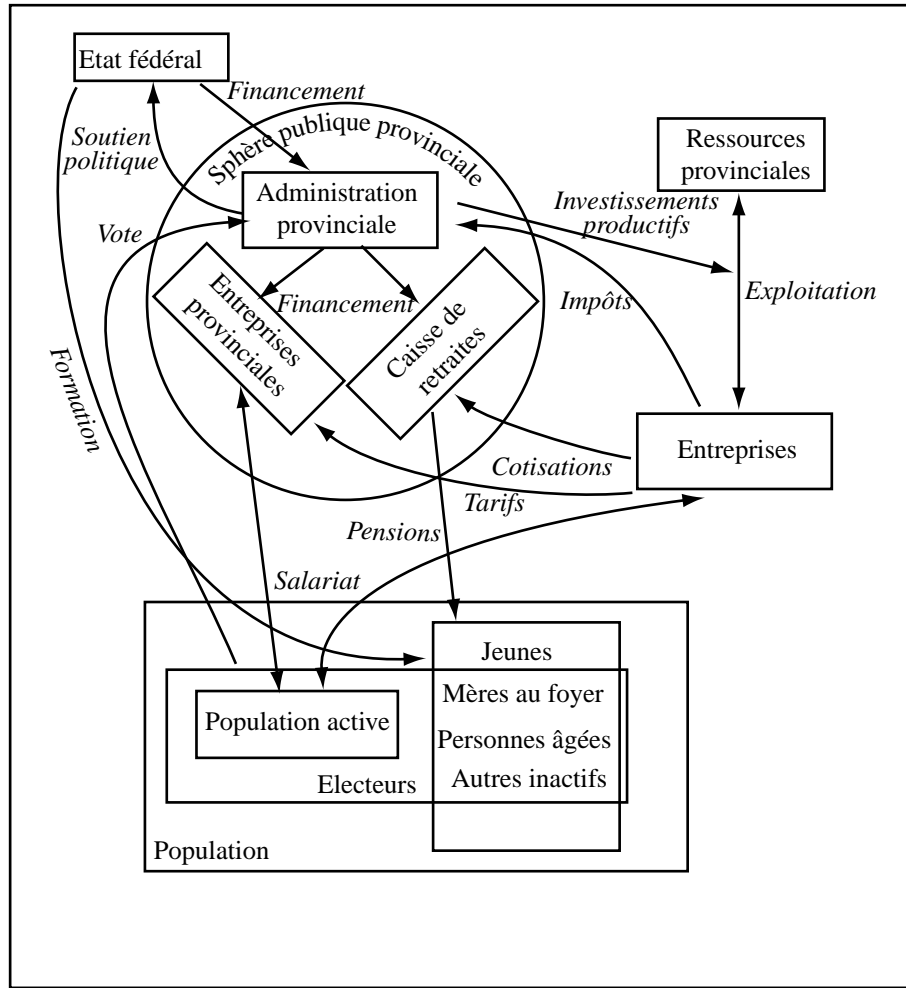 Etat fédéral
Financement
Soutien
politique
Sphère publique provinciale
Administration
provinciale
Ressources
provinciales
Investissements
productifs
Vote
Entreprises
provinciales
Financement
Caisse de
retraites
Impôts
Exploitation
Formation
Entreprises
Cotisations
Tarifs
Pensions
Salariat
Jeunes
Mères au foyer
Population active
Personnes âgées
Electeurs
Autres inactifs
Population